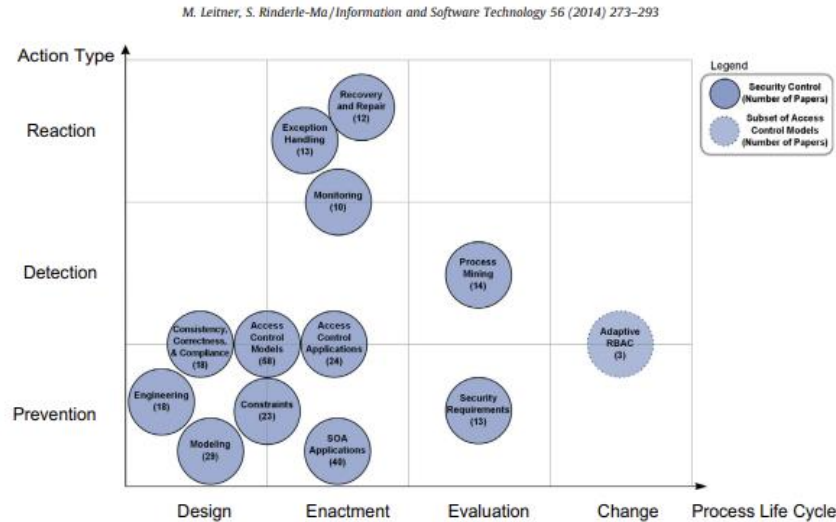 M. Leitner, S. Rinderle-Ma / Information and Software Technology 56 (2014) 273–293
Action Type
Legend
Security Control
(Number of Papers)
Subset of Access
Control Models
(Number of Papers)
Reaction
Recovery
and Repair
(12)
Exception
Handling
(13)
Monitoring
(10)
Detection
Process
Mining
(14)
Consistency,
Correctness,
& Compliance
(18)
Access
Control
Models
(68)
Access
Control
Applications
(24)
Adaptive
RBAC
(3)
Prevention
Engineering
(18)
Constraints
(23)
Security
Requirements
(13)
Modeling
(29)
SOA
Applications
(40)
Design
Enactment
Evaluation
Change
Process Life Cycle